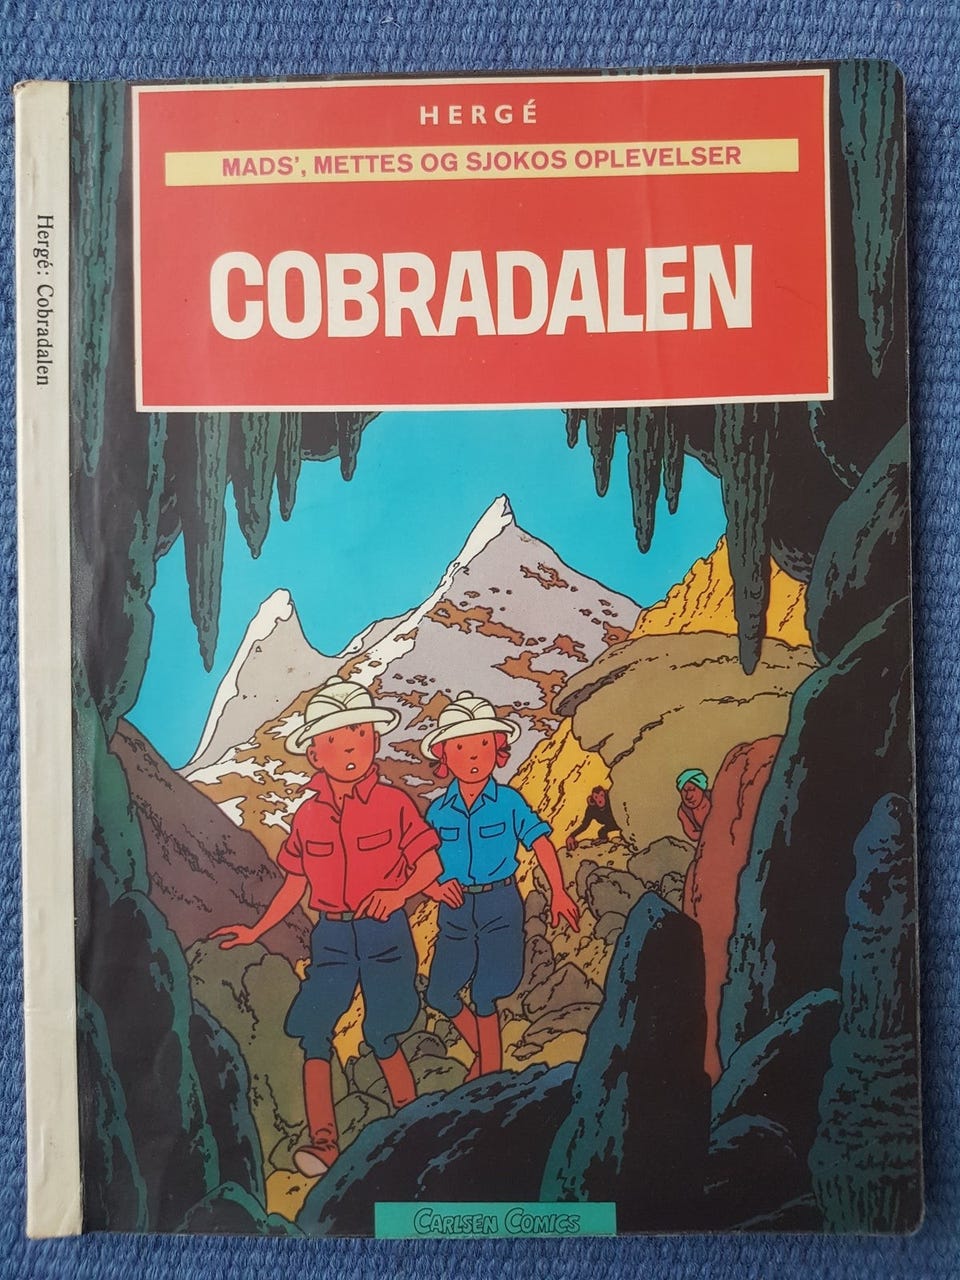 HERGÉ
MADS', METTES OG SJOKOS OPLEVELSER
COBRADALEN
Hergé: Cobradalen
CARLSEN COMICS